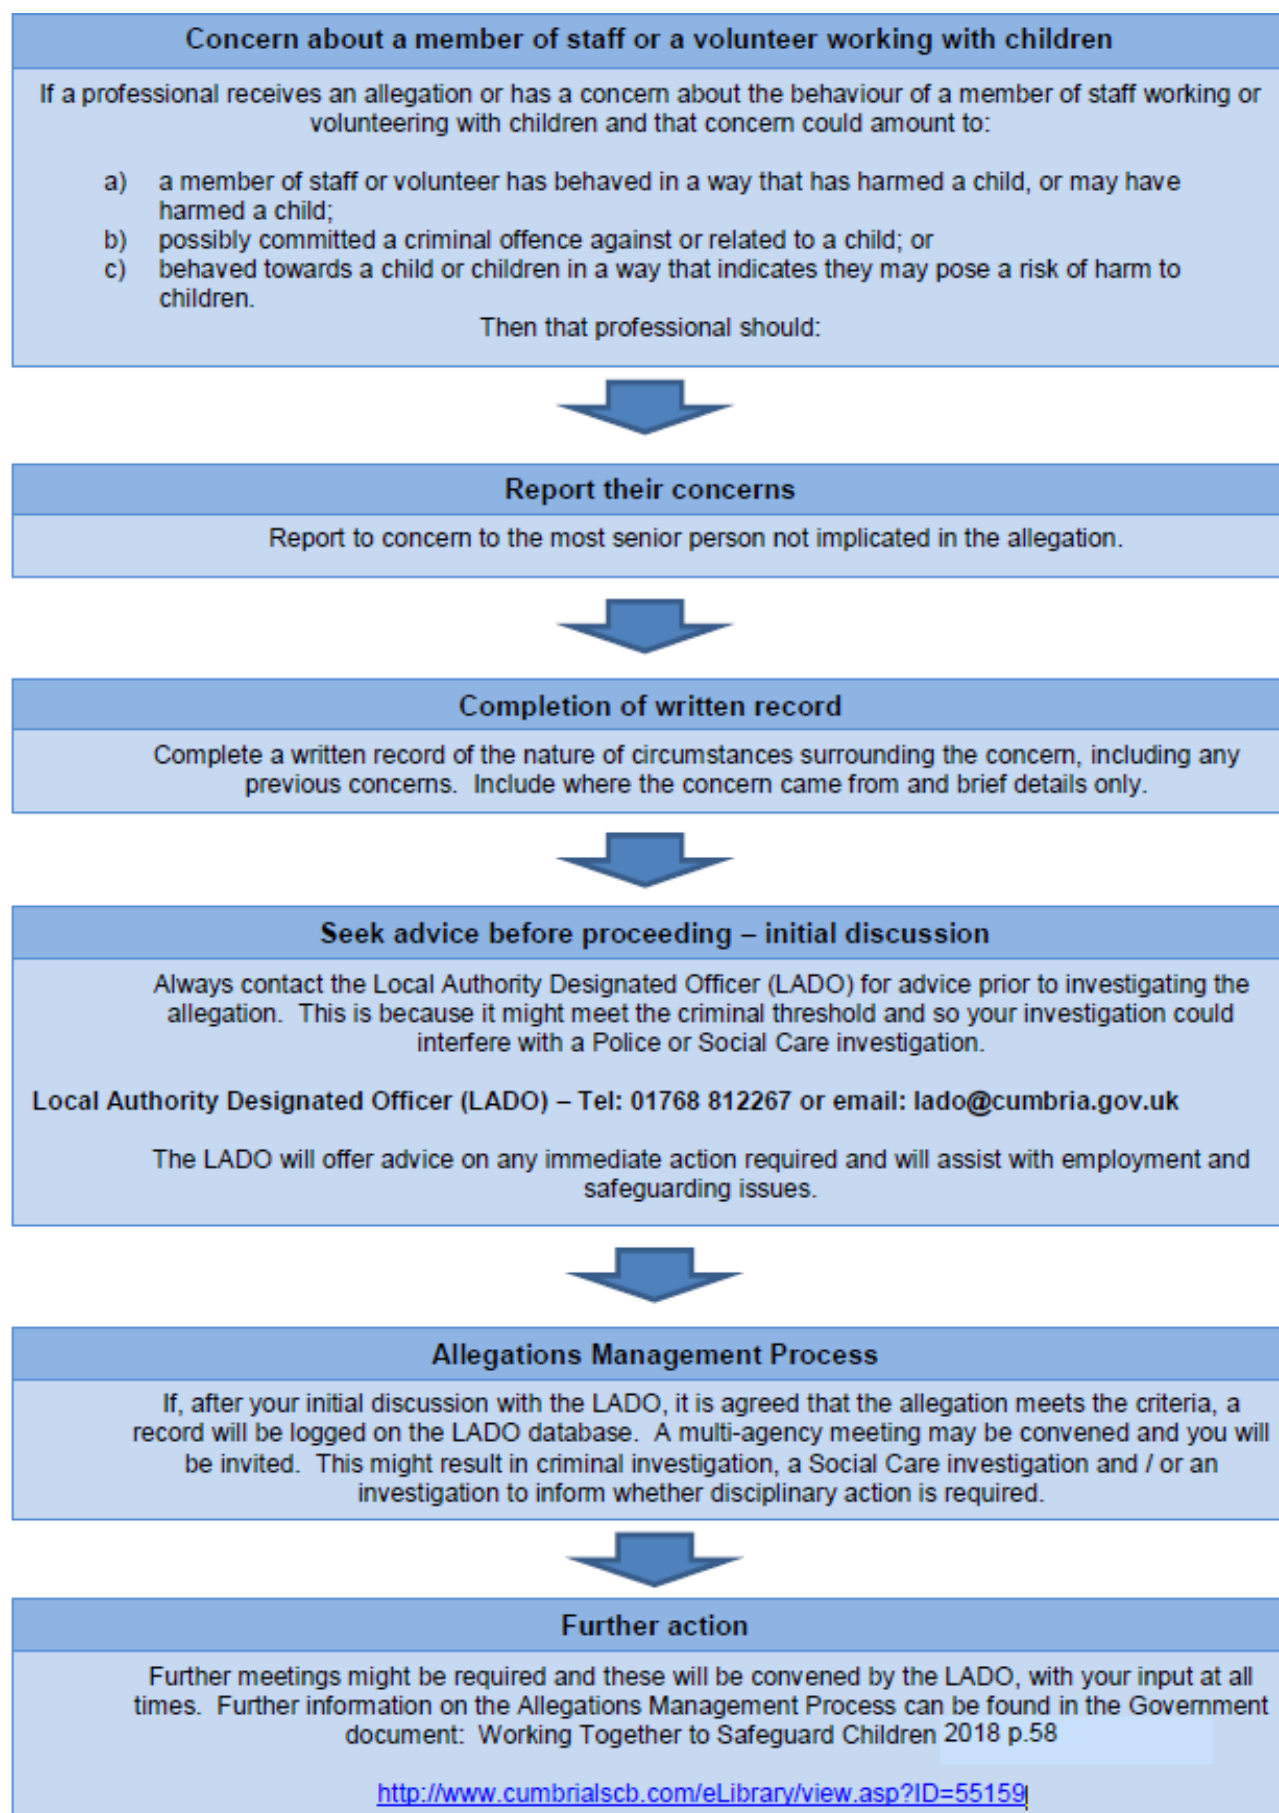 Concern about a member of staff or a volunteer working with children
If a professional receives an allegation or has a concern about the behaviour of a member of staff working or
volunteering with children and that concern could amount to:
a) a member of staff or volunteer has behaved in a way that has harmed a child, or may have
harmed a child;
b) possibly committed a criminal offence against or related to a child; or
c) behaved towards a child or children in a way that indicates they may pose a risk of harm to
children.
Then that professional should:
Report their concerns
Report to concern to the most senior person not implicated in the allegation.
Completion of written record
Complete a written record of the nature of circumstances surrounding the concern, including any
previous concerns. Include where the concern came from and brief details only.
Seek advice before proceeding – initial discussion
Always contact the Local Authority Designated Officer (LADO) for advice prior to investigating the
allegation. This is because it might meet the criminal threshold and so your investigation could
interfere with a Police or Social Care investigation.
Local Authority Designated Officer (LADO) – Tel: 01768 812267 or email: lado@cumbria.gov.uk
The LADO will offer advice on any immediate action required and will assist with employment and
safeguarding issues.
Allegations Management Process
If, after your initial discussion with the LADO, it is agreed that the allegation meets the criteria, a
record will be logged on the LADO database. A multi-agency meeting may be convened and you will
be invited. This might result in criminal investigation, a Social Care investigation and / or an
investigation to inform whether disciplinary action is required.
Further action
Further meetings might be required and these will be convened by the LADO, with your input at all
times. Further information on the Allegations Management Process can be found in the Government
document: Working Together to Safeguard Children 2018 p.58
http://www.cumbrialscb.com/eLibrary/view.asp?ID=55159